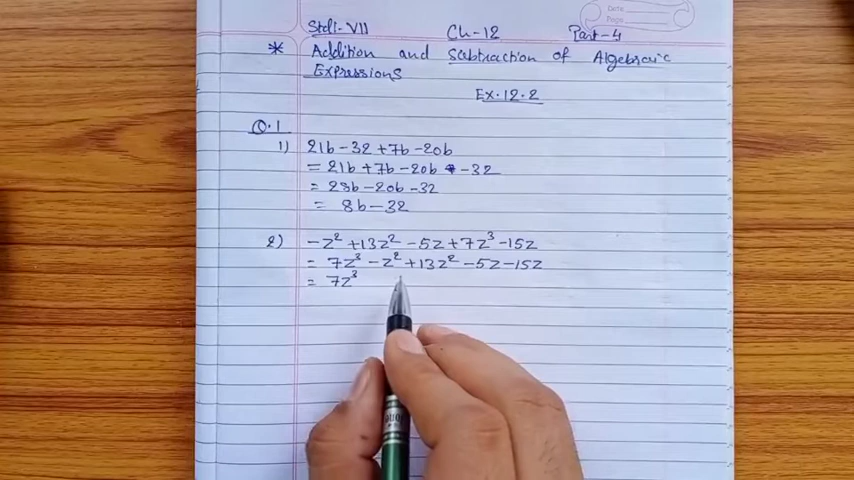 Date
Page
Std:-VII Ch-12 Part-4
* Addition and Subtraction of Algebraic
Expressions
Ex.12.2
Q.1
1) 21b-32+7b-20b
= 21b+7b-20b -32
= 28b-20b-32
= 8b-32
2) -z²+13z²-5z+7z³-15z
= 7z³-z²+13z²-5z-15z
= 7z³